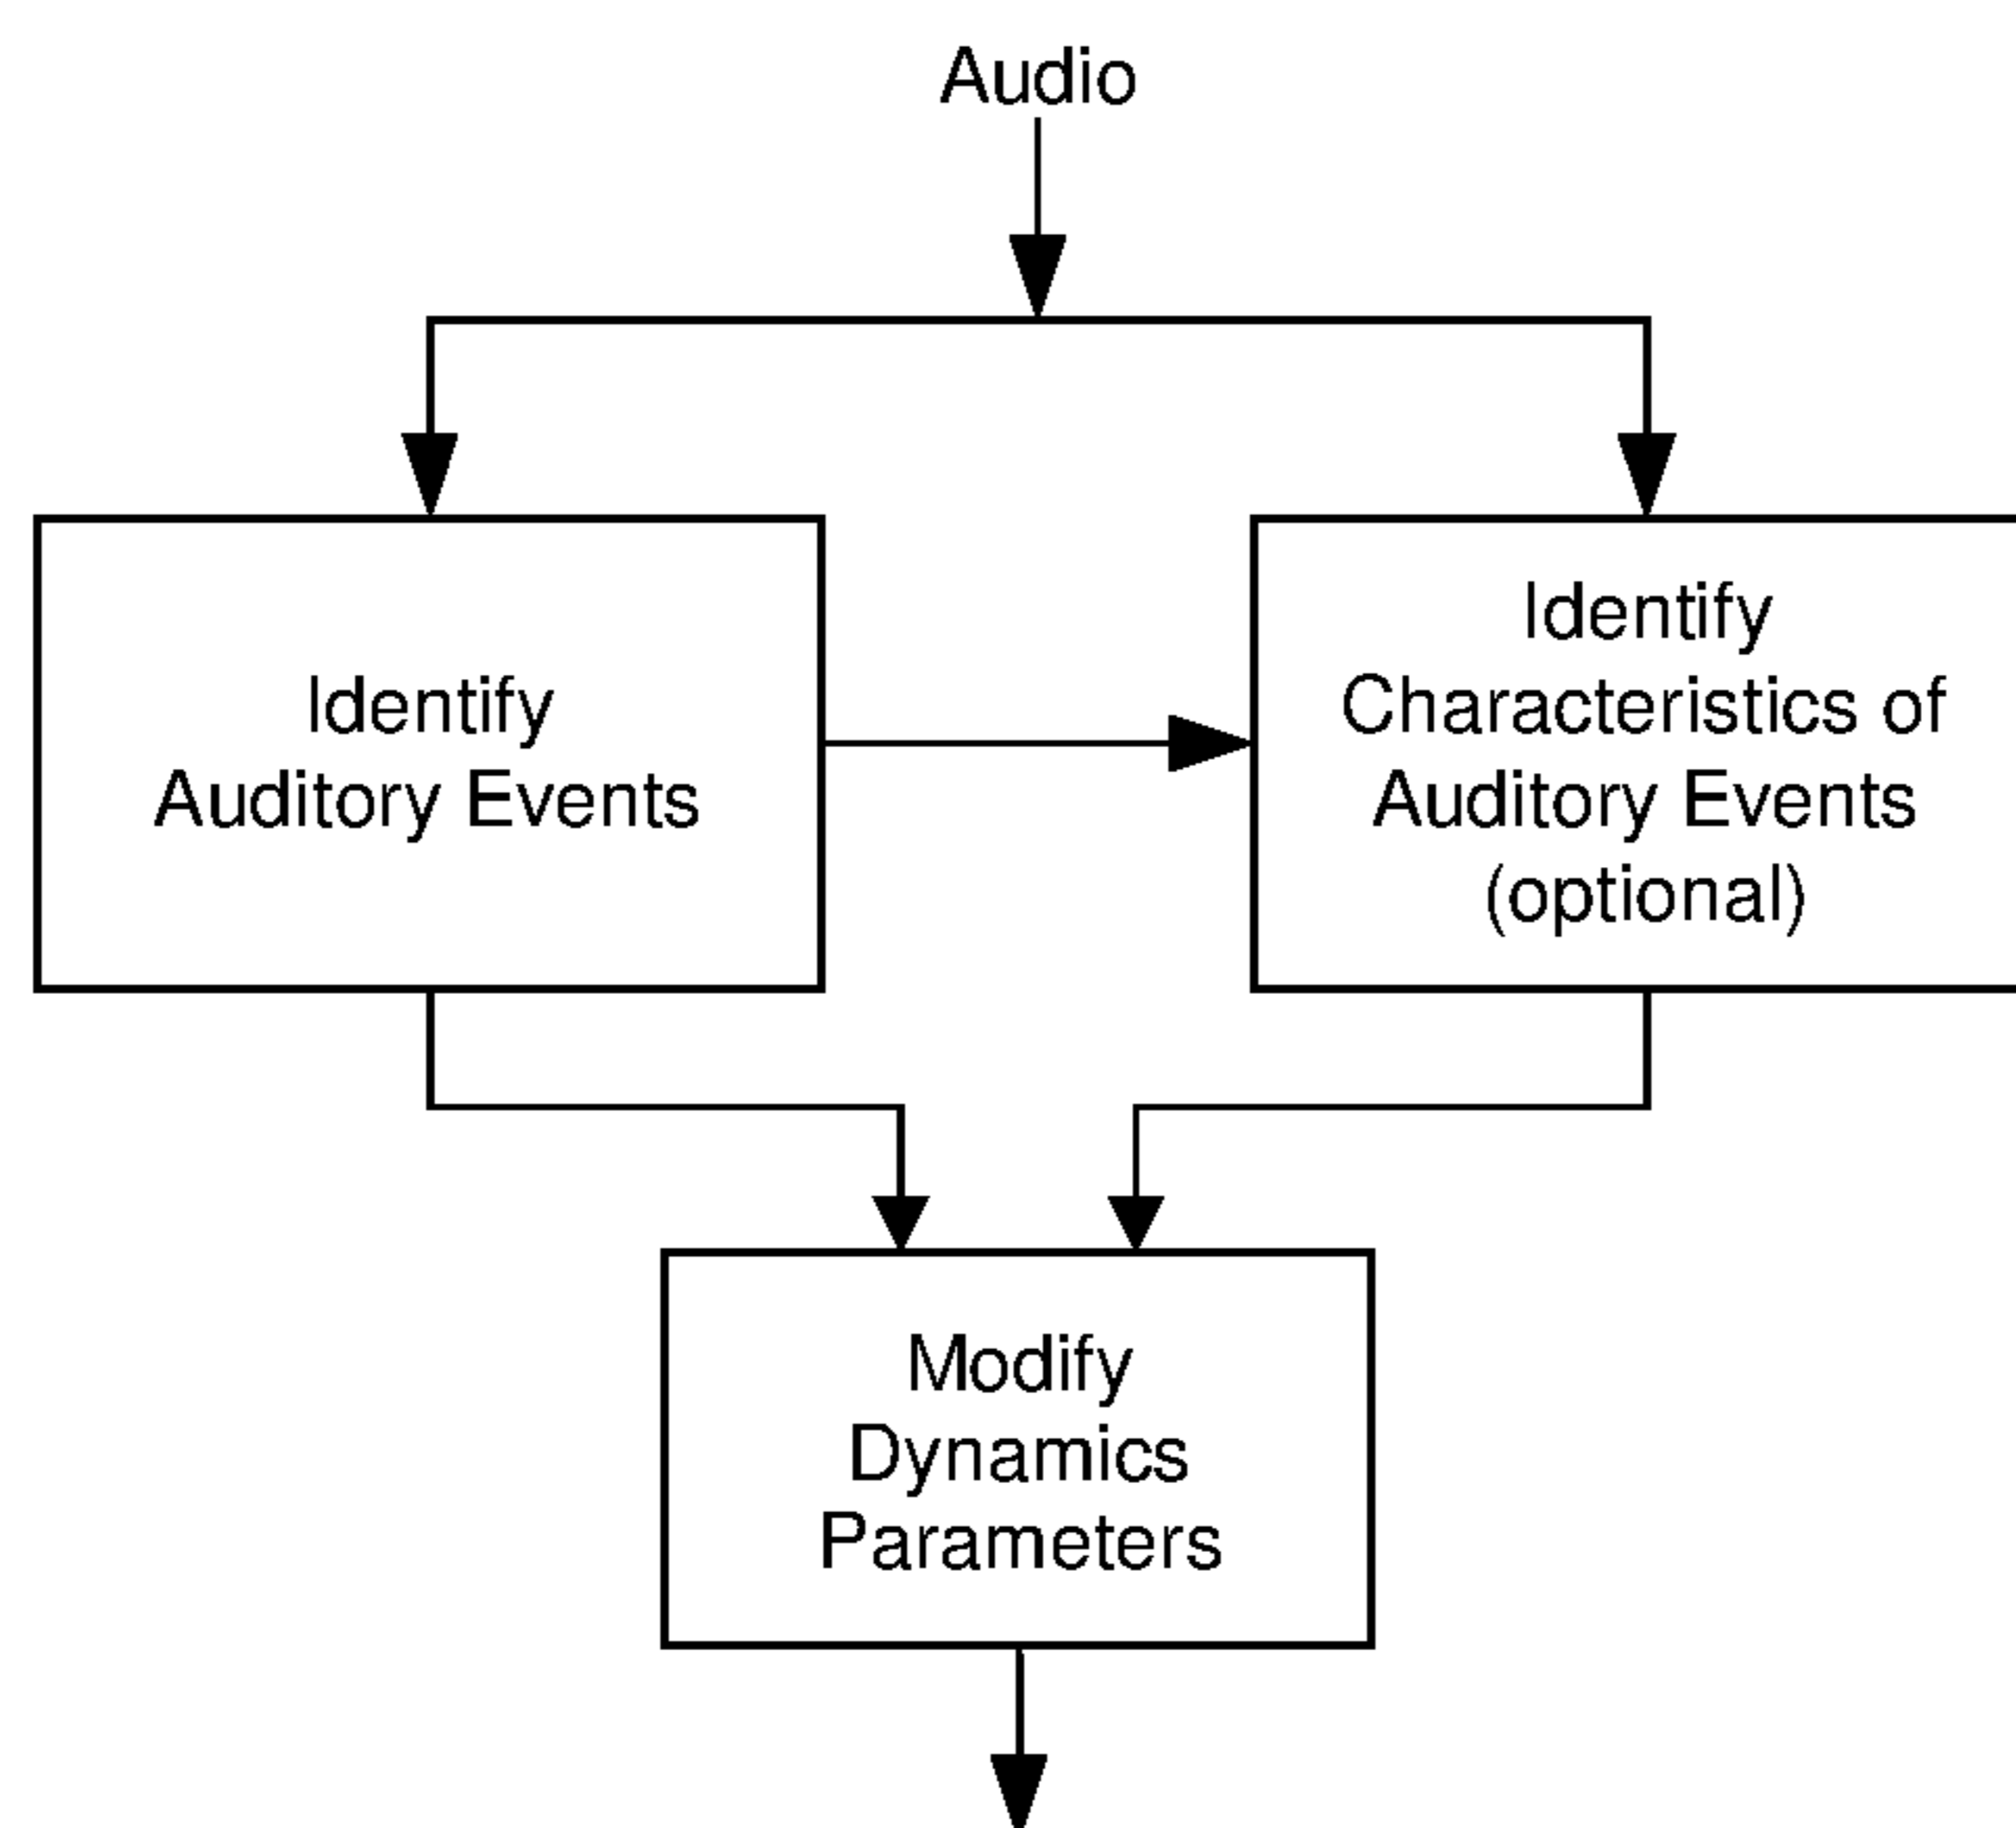 Audio
Identify
Auditory Events
Identify
Characteristics of
Auditory Events
(optional)
Modify
Dynamics
Parameters